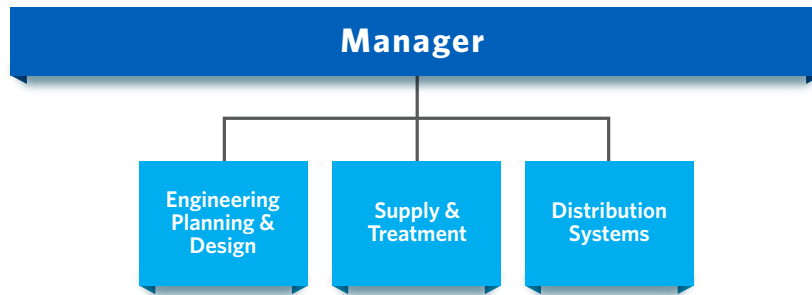 Manager
Engineering
Planning &
Design
Supply &
Treatment
Distribution
Systems